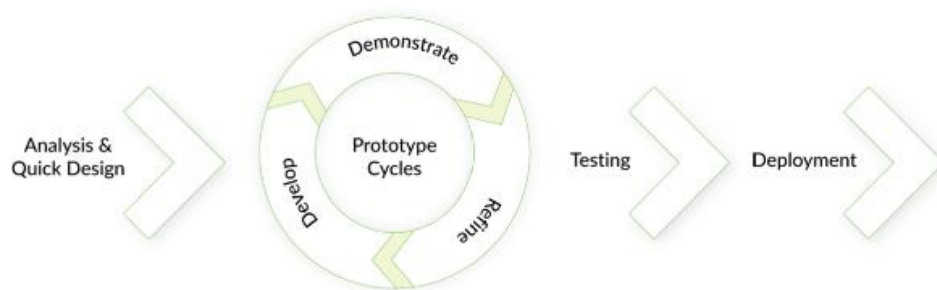 Analysis &
Quick Design
Demonstrate
Prototype
Cycles
Develop
Refine
Testing
Deployment